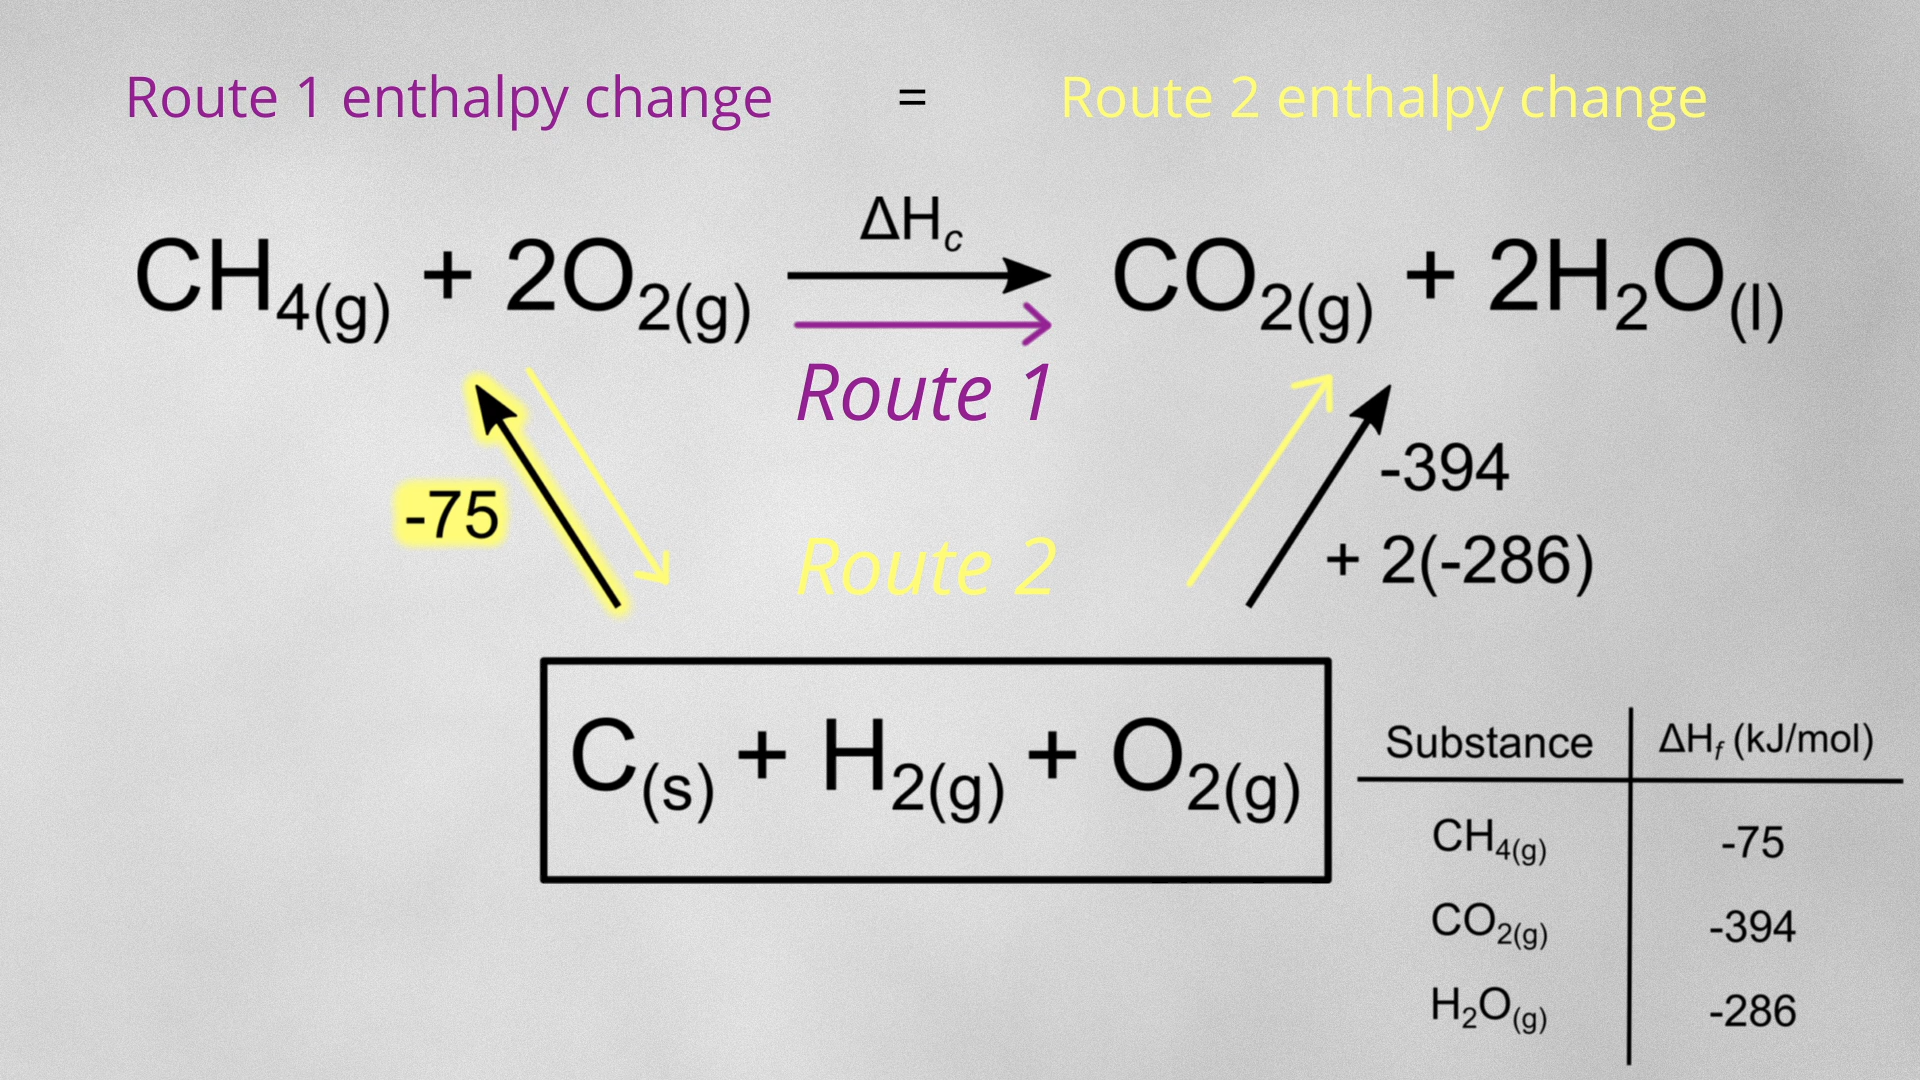 Route 1 enthalpy change = Route 2 enthalpy change
ΔHc
CH4(g) + 2O2(g) CO2(g) + 2H2O(l)
Route 1
-394
-75
+ 2(-286)
Route 2
C(s) + H2(g) + O2(g)
Substance ΔHf (kJ/mol)
CH4(g) -75
CO2(g) -394
H2O(g) -286